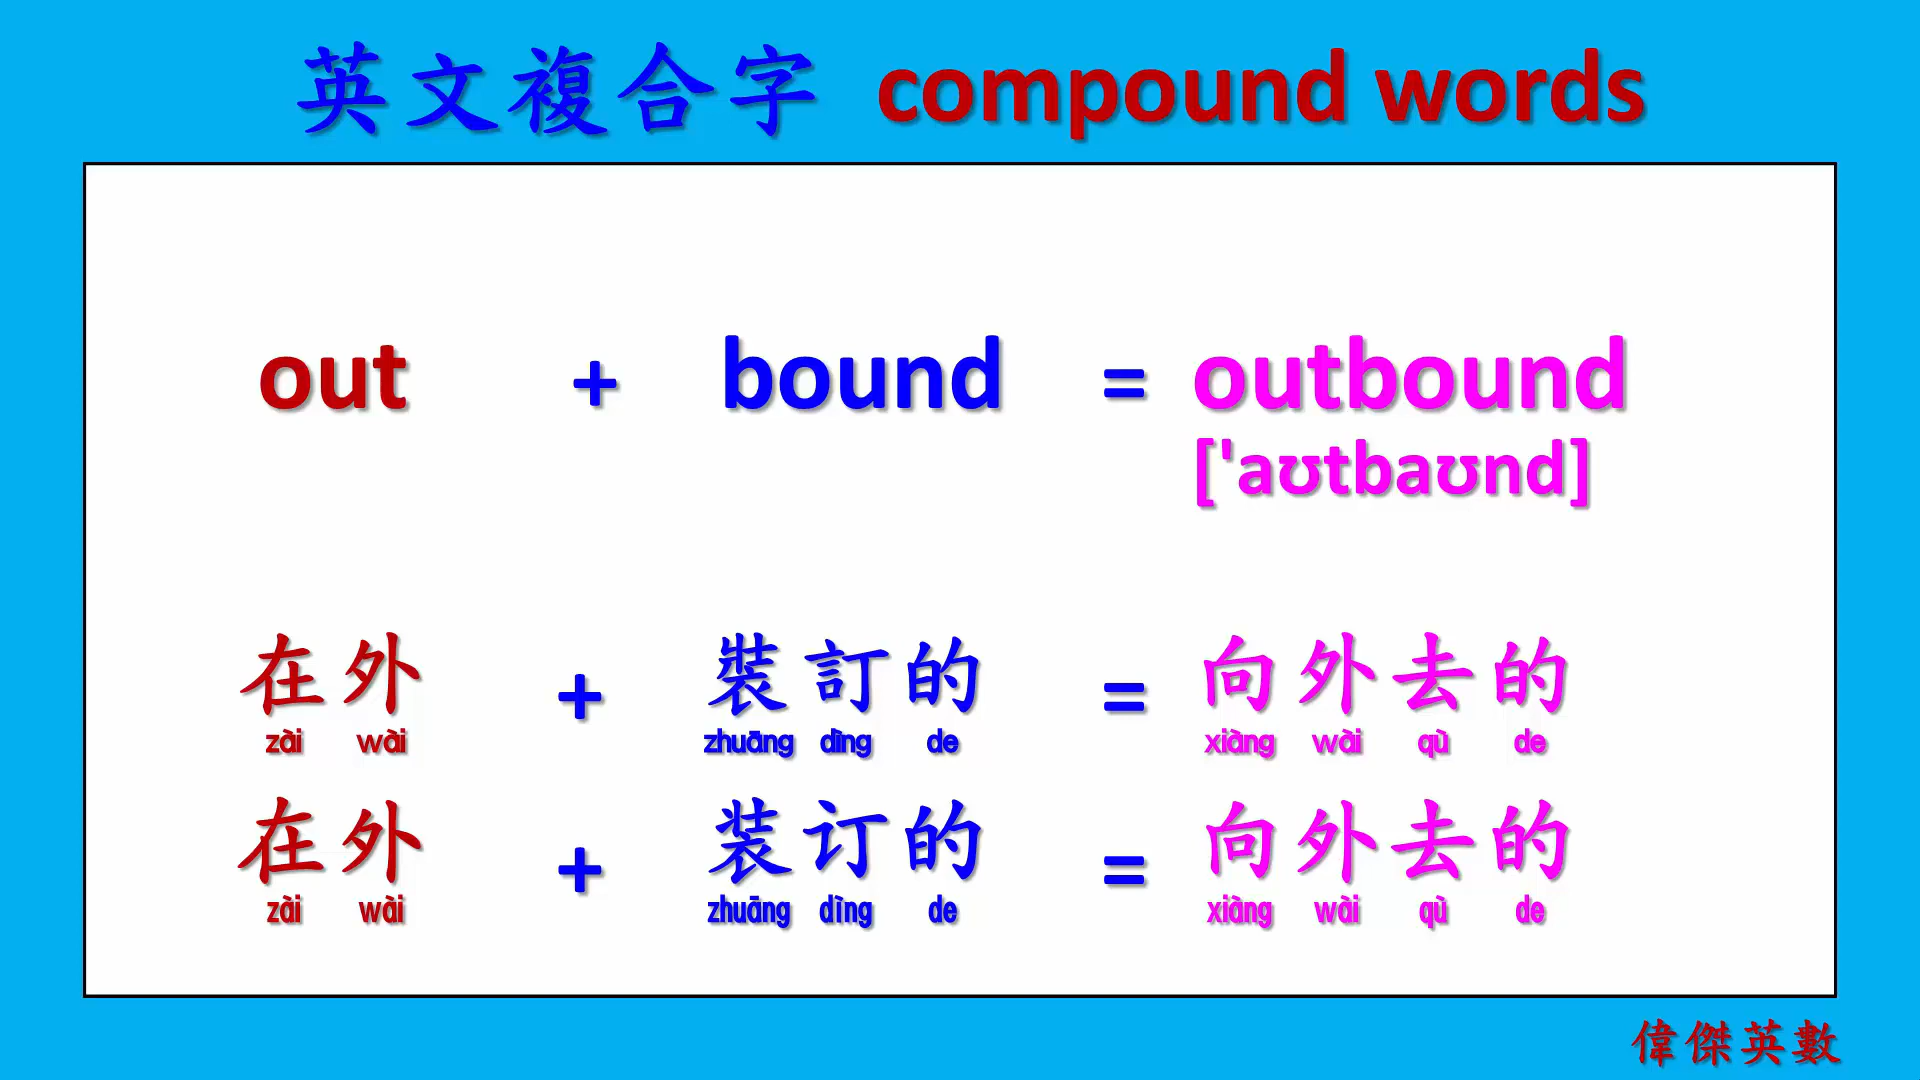 英文複合字 compound words
out + bound = outbound
['aʊtbaʊnd]
在外 + 裝訂的 = 向外去的
zài wài zhuāng dìng de xiàng wài qù de
在外 + 装订的 = 向外去的
zài wài zhuāng dìng de xiàng wài qù de
偉傑英數